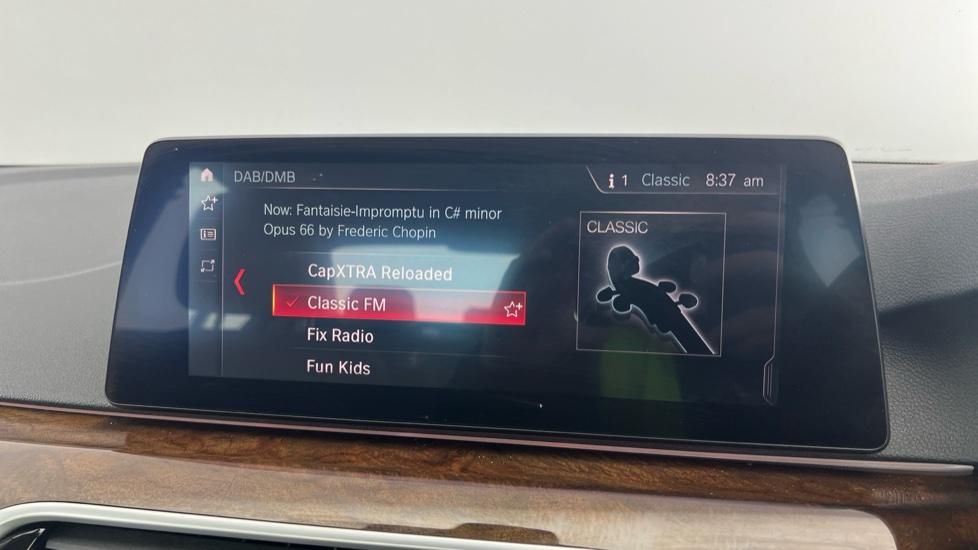 DAB/DMB
1 Classic 8:37 am
Now: Fantaisie-Impromptu in C# minor
Opus 66 by Frederic Chopin
CapXTRA Reloaded
Classic FM
Fix Radio
Fun Kids
CLASSIC